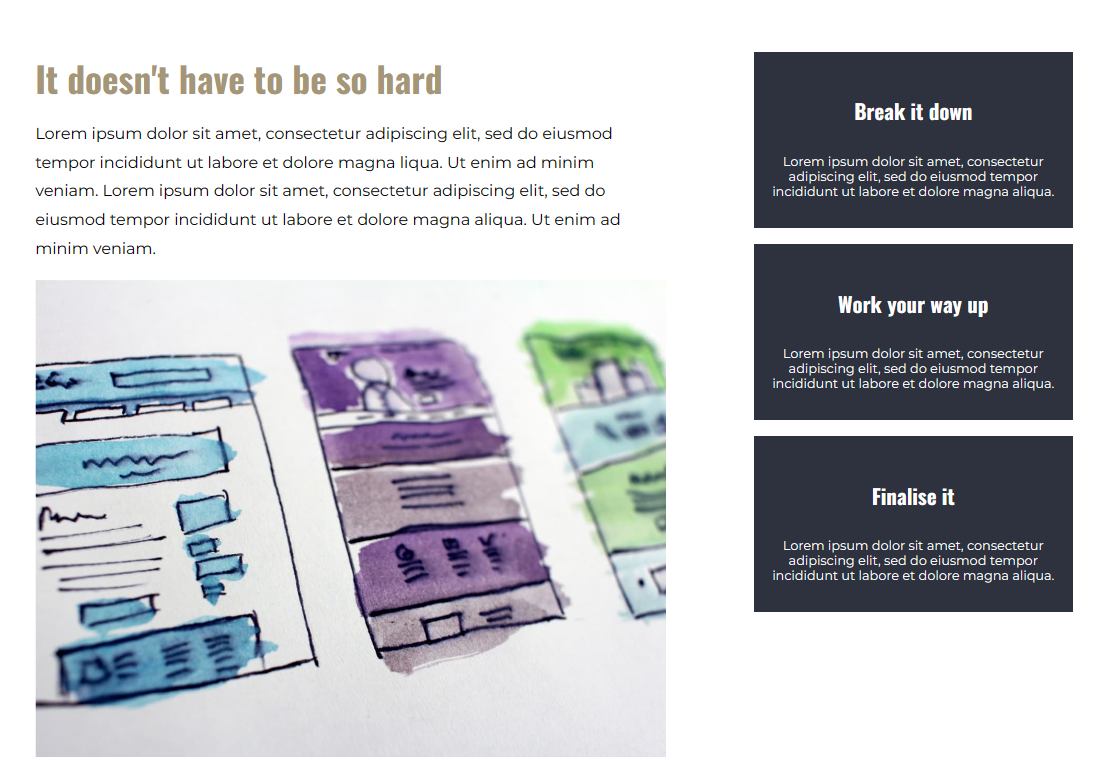 It doesn't have to be so hard
Lorem ipsum dolor sit amet, consectetur adipiscing elit, sed do eiusmod
tempor incididunt ut labore et dolore magna liqua. Ut enim ad minim
veniam. Lorem ipsum dolor sit amet, consectetur adipiscing elit, sed do
eiusmod tempor incididunt ut labore et dolore magna aliqua. Ut enim ad
minim veniam.
Break it down
Lorem ipsum dolor sit amet, consectetur
adipiscing elit, sed do eiusmod tempor
incididunt ut labore et dolore magna aliqua.
Work your way up
Lorem ipsum dolor sit amet, consectetur
adipiscing elit, sed do eiusmod tempor
incididunt ut labore et dolore magna aliqua.
Finalise it
Lorem ipsum dolor sit amet, consectetur
adipiscing elit, sed do eiusmod tempor
incididunt ut labore et dolore magna aliqua.